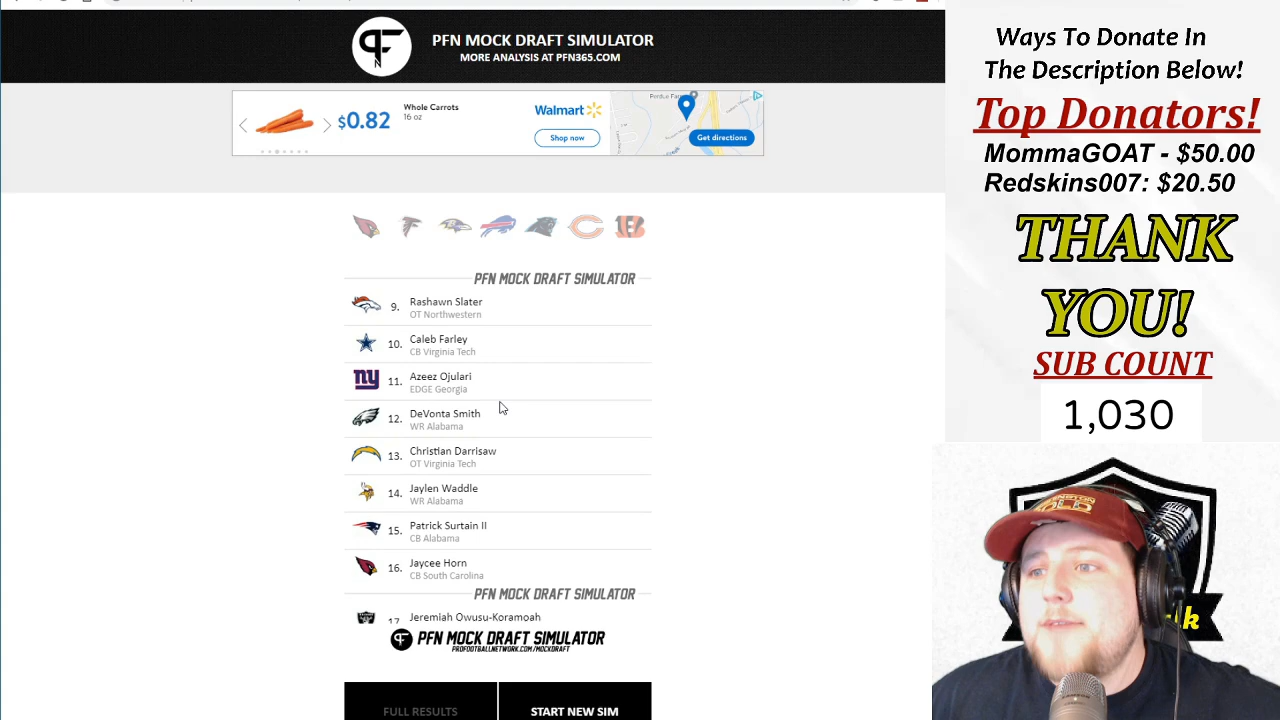 PFN MOCK DRAFT SIMULATOR
MORE ANALYSIS AT PFN365.COM
Whole Carrots
16 oz
$0.82
Walmart
Shop now
Perdue Far
Get directions
PFN MOCK DRAFT SIMULATOR
9. Rashawn Slater
OT Northwestern
10. Caleb Farley
CB Virginia Tech
11. Azeez Ojulari
EDGE Georgia
12. DeVonta Smith
WR Alabama
13. Christian Darrisaw
OT Virginia Tech
14. Jaylen Waddle
WR Alabama
15. Patrick Surtain II
CB Alabama
16. Jaycee Horn
CB South Carolina
PFN MOCK DRAFT SIMULATOR
17. Jeremiah Owusu-Koramoah
PFN MOCK DRAFT SIMULATOR
PROFOOTBALLNETWORK.COM/MOCKDRAFT
FULL RESULTS
START NEW SIM
Ways To Donate In
The Description Below!
Top Donators!
MommaGOAT - $50.00
Redskins007: $20.50
THANK
YOU!
SUB COUNT
1,030